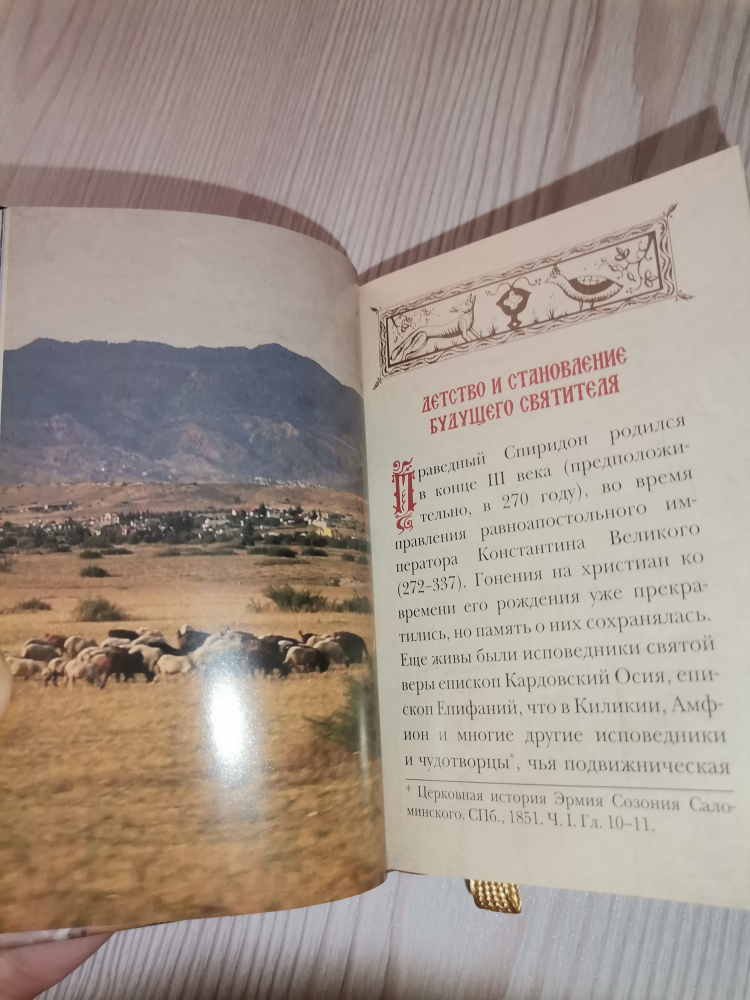 ДЕТСТВО И СТАНОВЛЕНИЕ
БУДУЩЕГО СВЯТИТЕЛЯ
Праведный Спиридон родился
в конце III века (предположи-
тельно, в 270 году), во время
правления равноапостольного им-
ператора Константина Великого
(272–337). Гонения на христиан ко
времени его рождения уже прекра-
тились, но память о них сохранялась.
Еще живы были исповедники святой
веры епископ Кардовский Осия, епи-
скоп Епифаний, что в Киликии, Амф-
ион и многие другие исповедники
и чудотворцы*, чья подвижническая
* Церковная история Эрмия Созония Сало-
минского. СПб., 1851. Ч. I. Гл. 10–11.